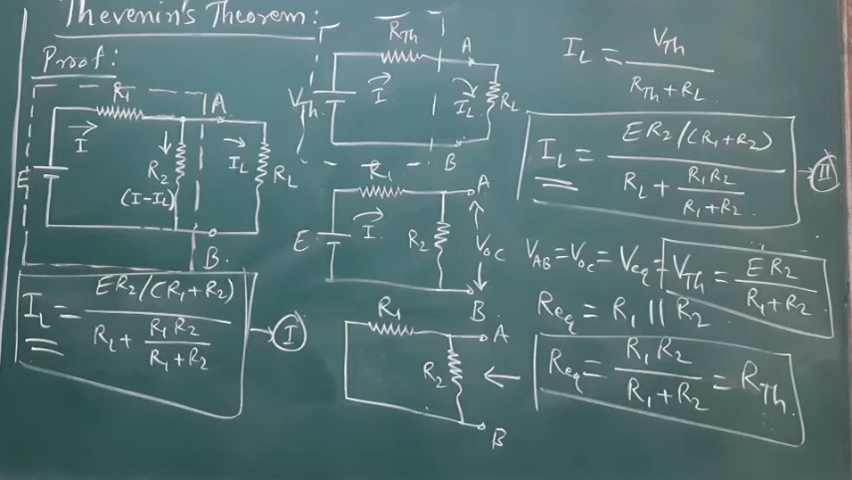 Thevenin's Theorem:
Proof:
R1
A
I
E
R2
(I-IL)
IL
RL
B
IL = ER2/(R1+R2) / RL + R1R2/R1+R2
I
RTh
A
VTh
I
IL
RL
B
R1
A
E
I
R2
Voc
B
R1
A
R2
B
IL = VTh / RTh+RL
IL = ER2/(R1+R2) / RL + R1R2/R1+R2
II
VAB=Voc=Veq=VTh= ER2 / R1+R2
Req = R1 || R2
Req = R1R2 / R1+R2 = RTh.